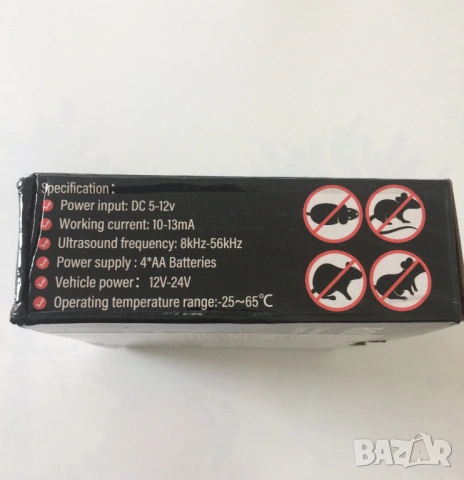 Specification :
Power input: DC 5-12v
Working current: 10-13mA
Ultrasound frequency: 8kHz-56kHz
Power supply : 4*AA Batteries
Vehicle power : 12V-24V
Operating temperature range:-25～65℃
BAZAR